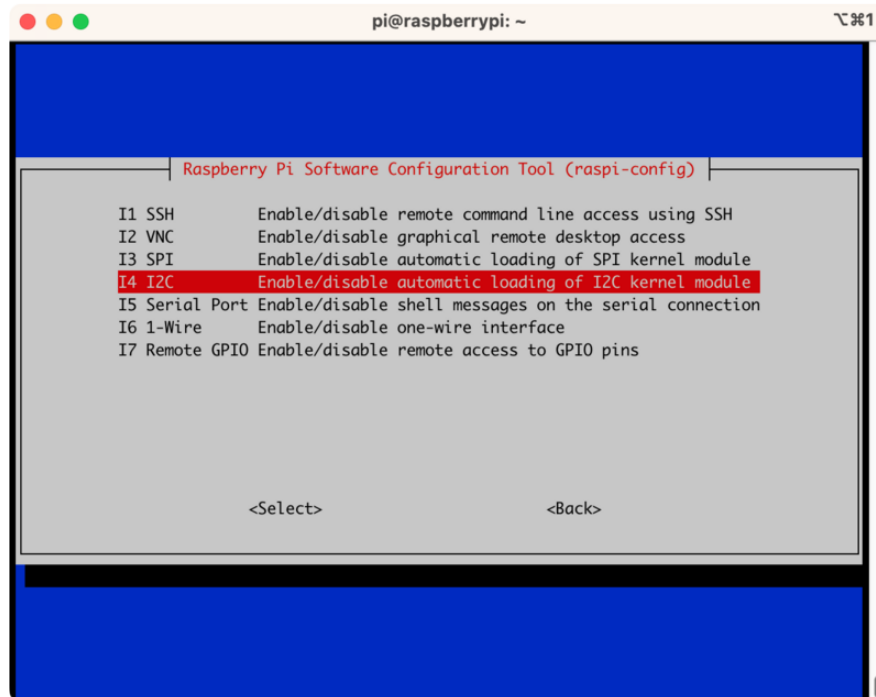 pi@raspberrypi: ~ ⌥⌘1
Raspberry Pi Software Configuration Tool (raspi-config)
I1 SSH Enable/disable remote command line access using SSH
I2 VNC Enable/disable graphical remote desktop access
I3 SPI Enable/disable automatic loading of SPI kernel module
I4 I2C Enable/disable automatic loading of I2C kernel module
I5 Serial Port Enable/disable shell messages on the serial connection
I6 1-Wire Enable/disable one-wire interface
I7 Remote GPIO Enable/disable remote access to GPIO pins
<Select> <Back>